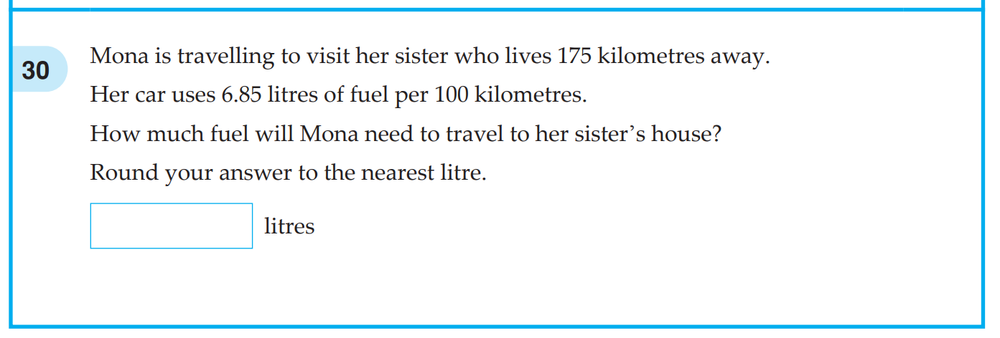 30
Mona is travelling to visit her sister who lives 175 kilometres away.
Her car uses 6.85 litres of fuel per 100 kilometres.
How much fuel will Mona need to travel to her sister’s house?
Round your answer to the nearest litre.
litres